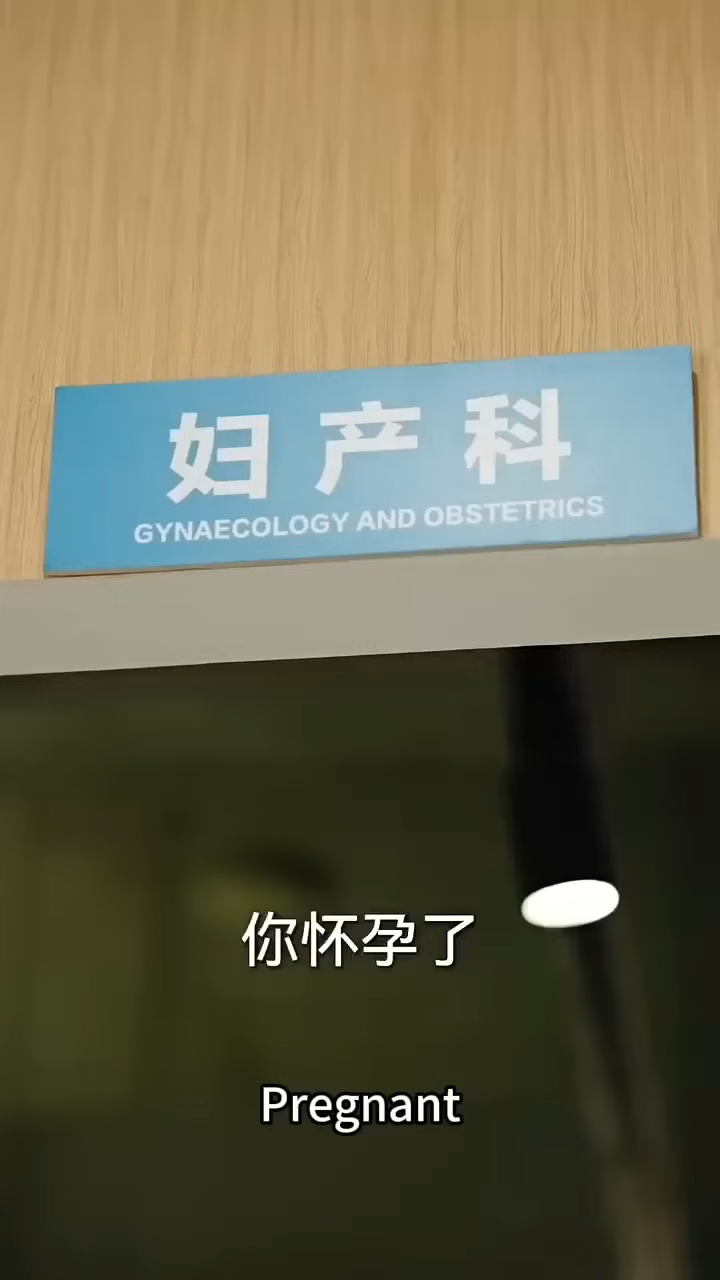 妇产科
GYNAECOLOGY AND OBSTETRICS
你怀孕了
Pregnant